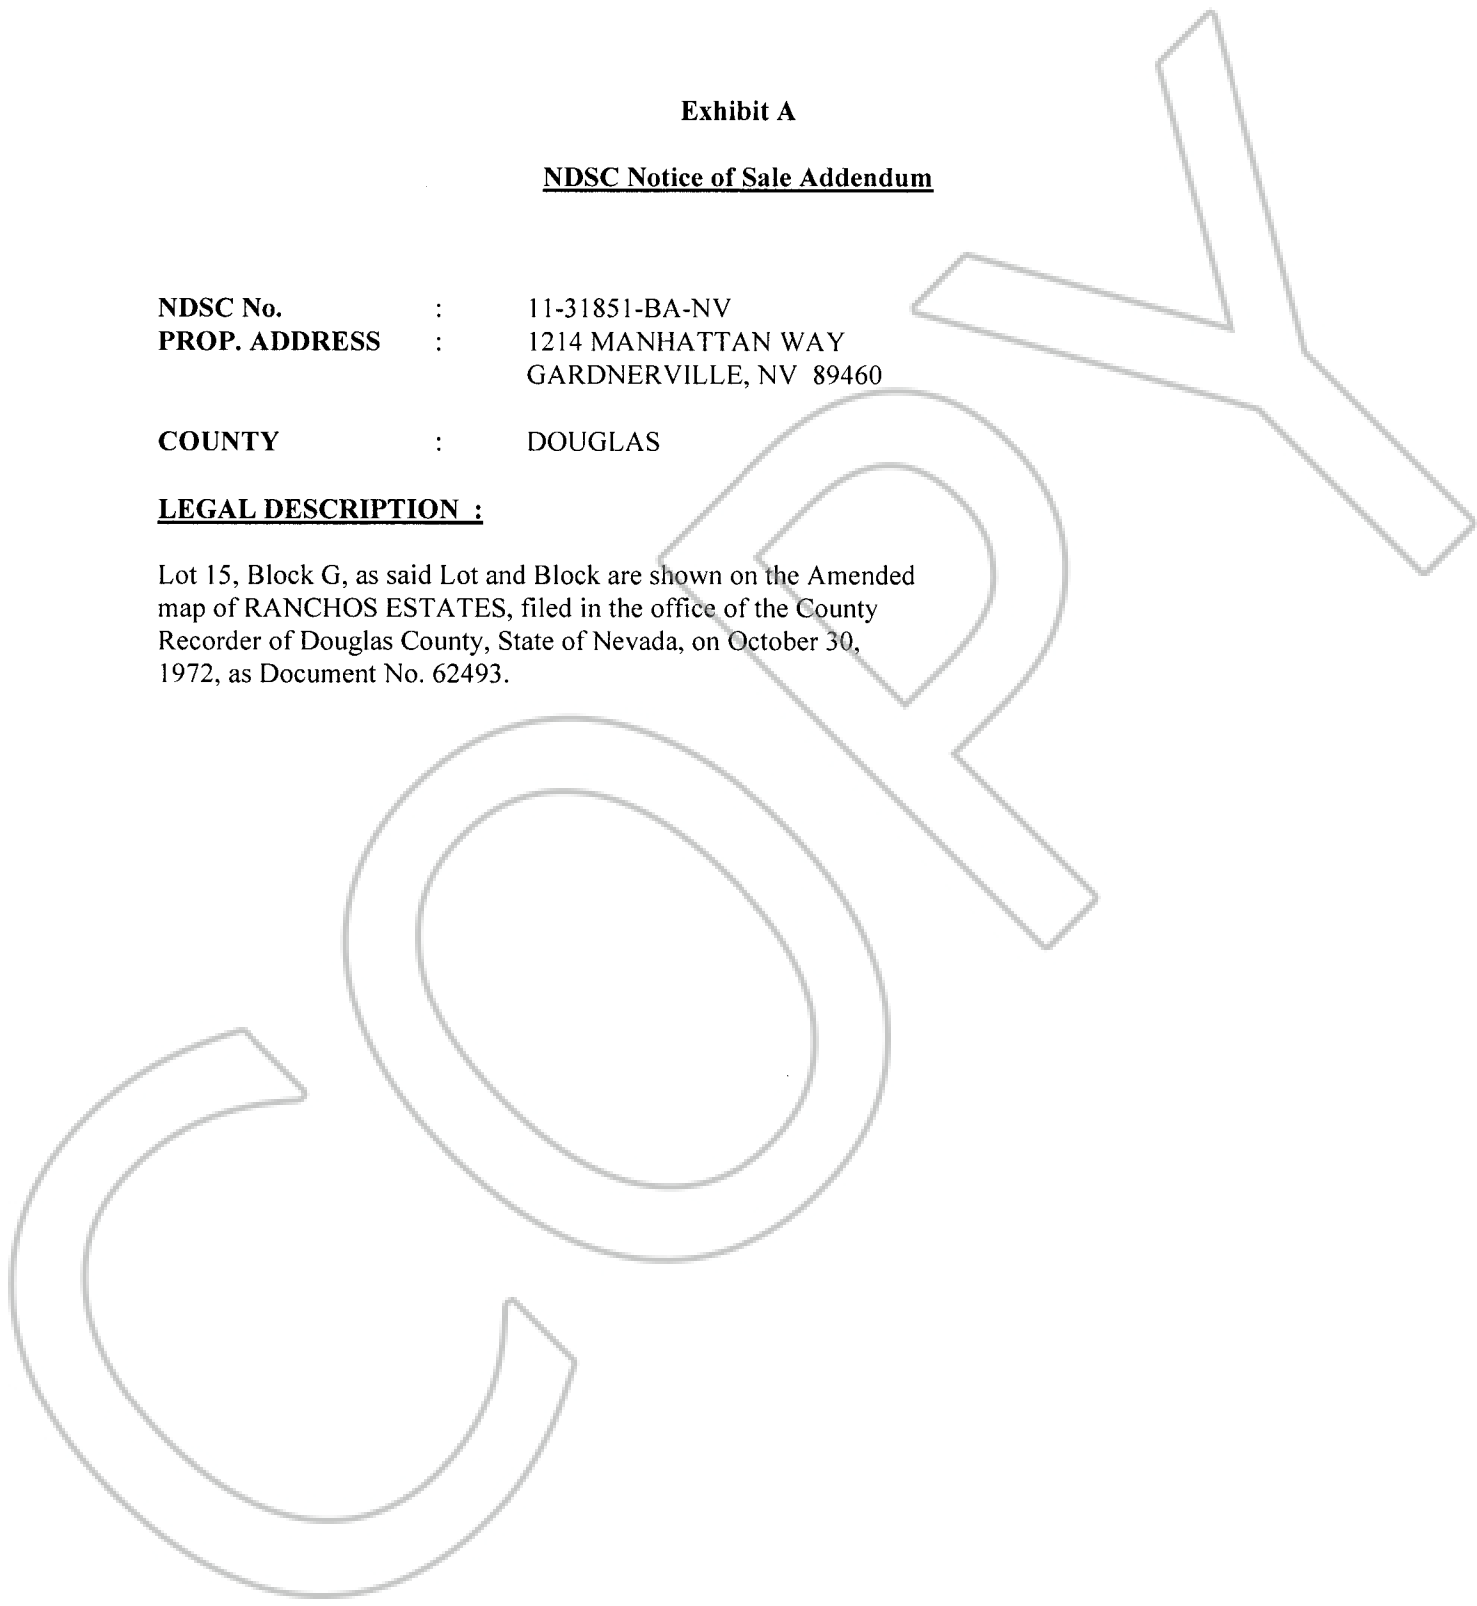 Exhibit A
NDSC Notice of Sale Addendum
NDSC No. : 11-31851-BA-NV
PROP. ADDRESS : 1214 MANHATTAN WAY
GARDNERVILLE, NV 89460
COUNTY : DOUGLAS
LEGAL DESCRIPTION :
Lot 15, Block G, as said Lot and Block are shown on the Amended
map of RANCHOS ESTATES, filed in the office of the County
Recorder of Douglas County, State of Nevada, on October 30,
1972, as Document No. 62493.
COPY